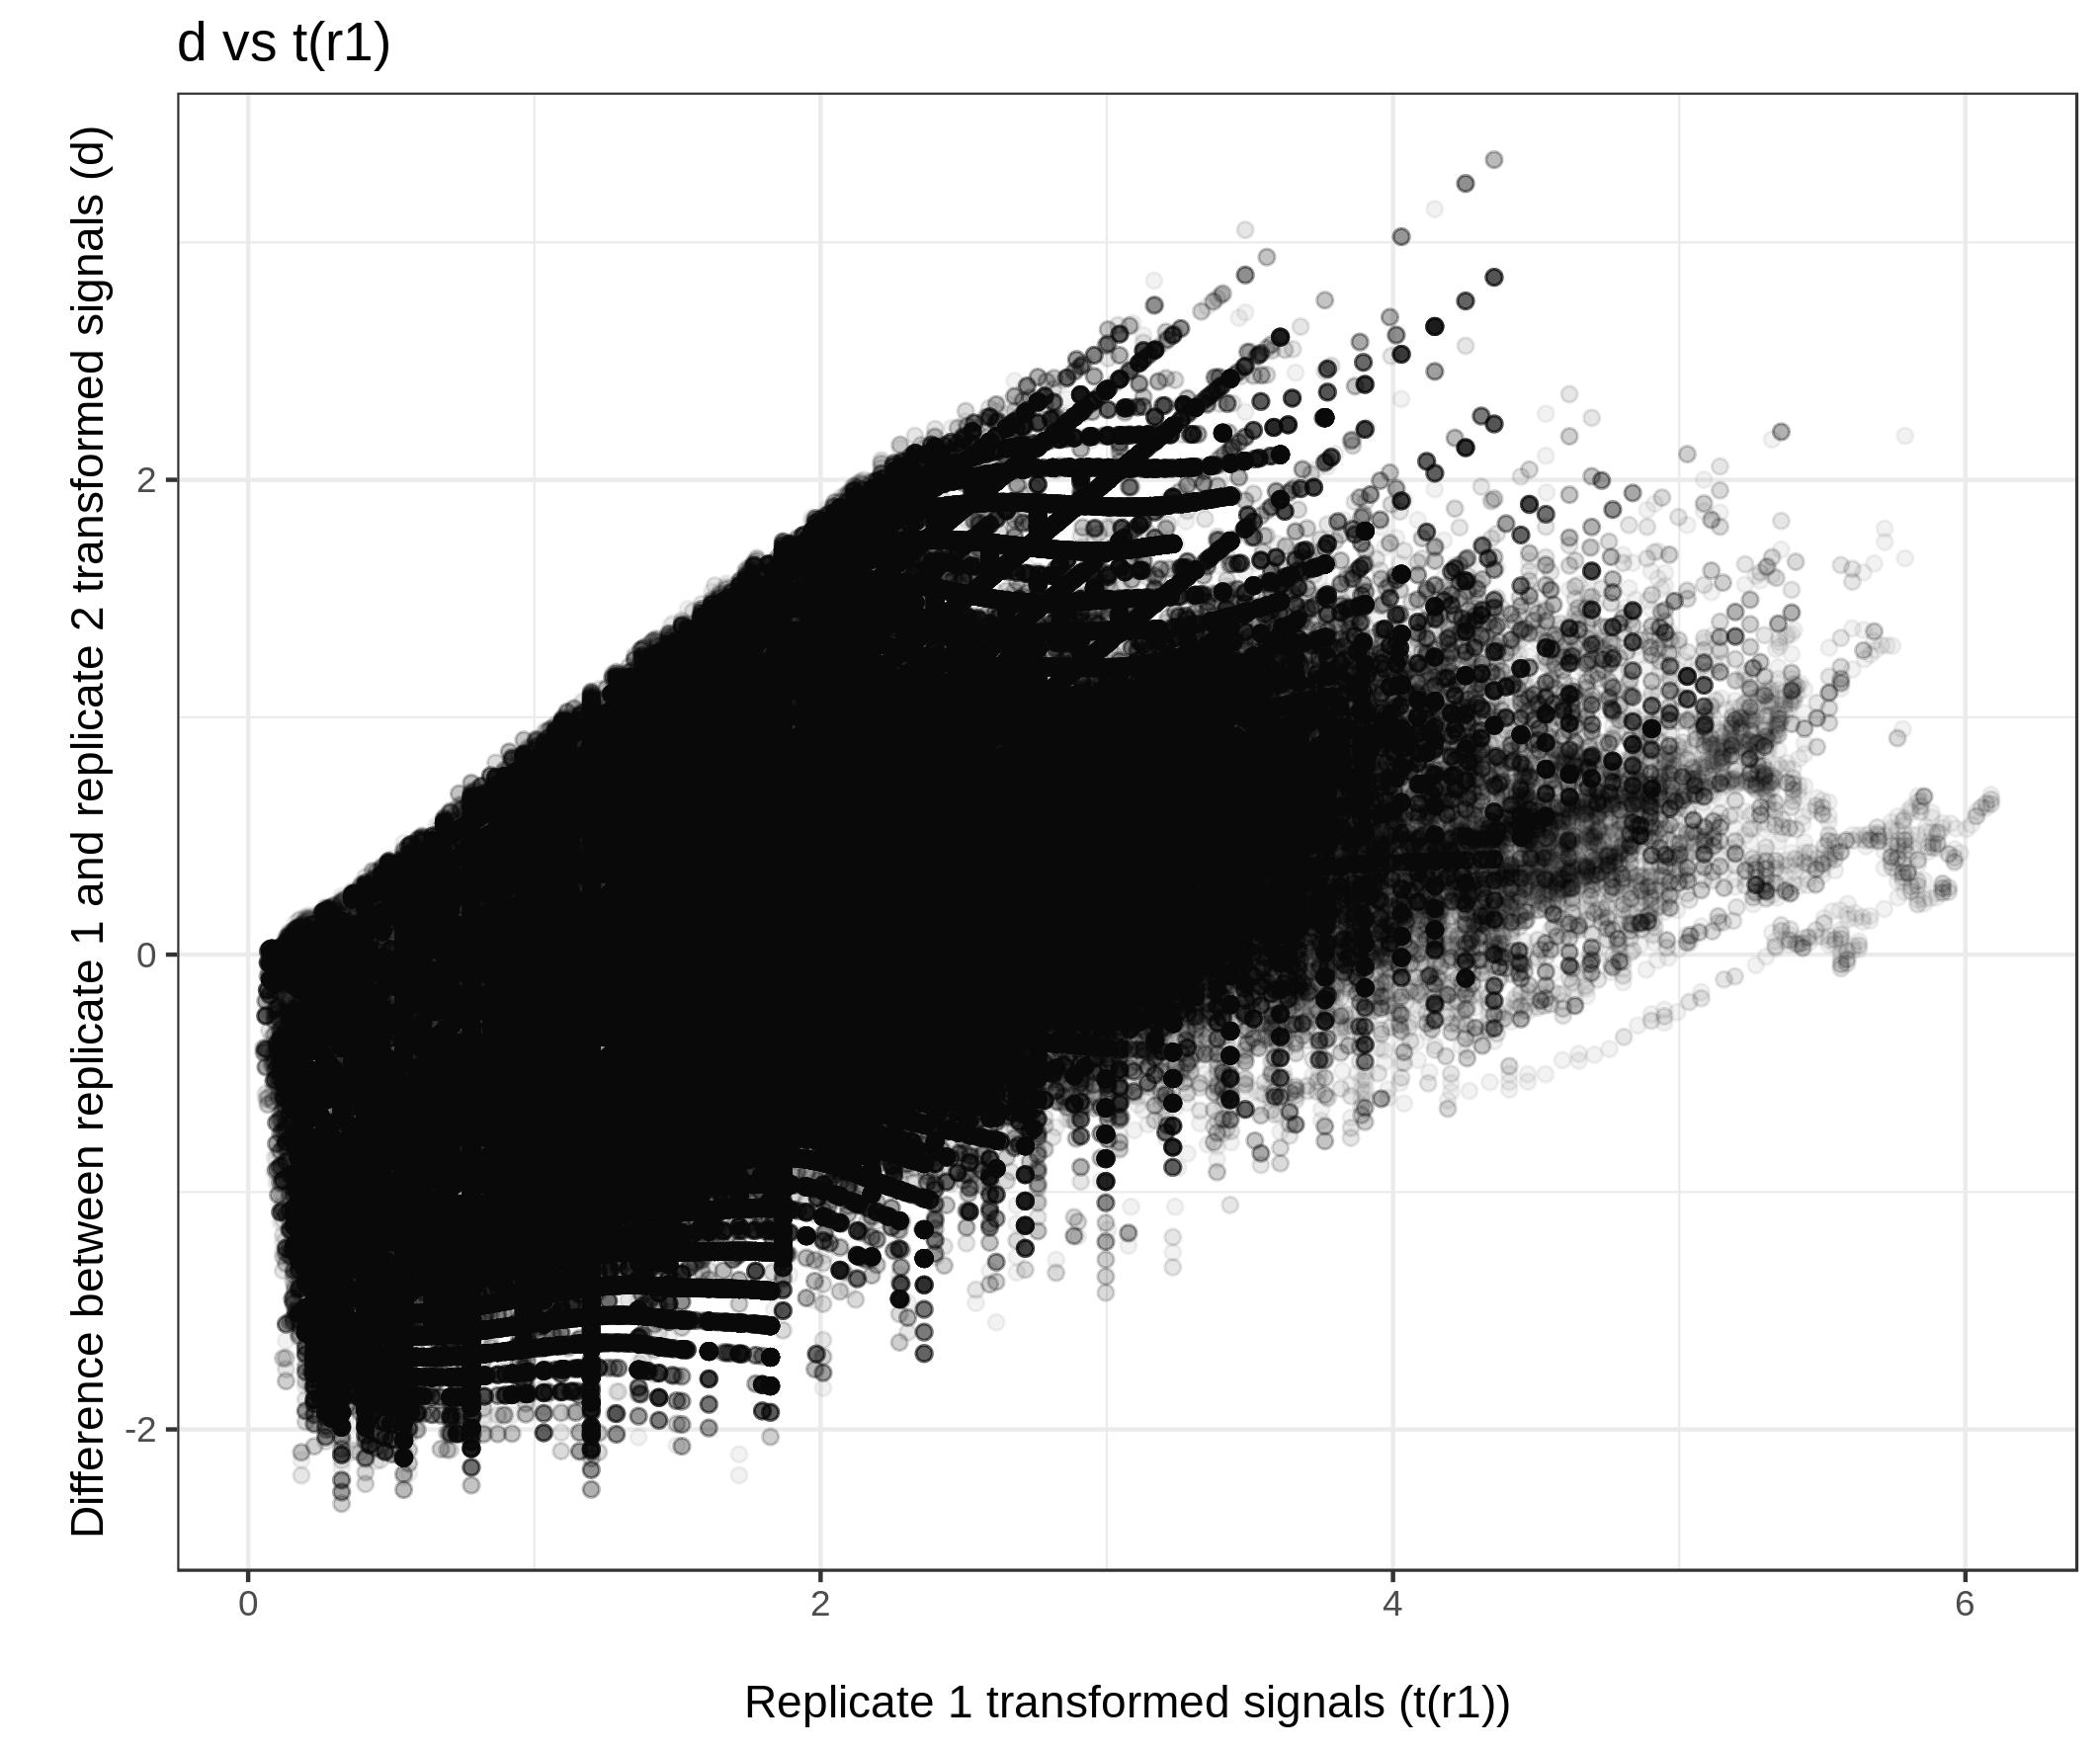 d vs t(r1)
Difference between replicate 1 and replicate 2 transformed signals (d)
2
0
-2
0
2
4
6
Replicate 1 transformed signals (t(r1))